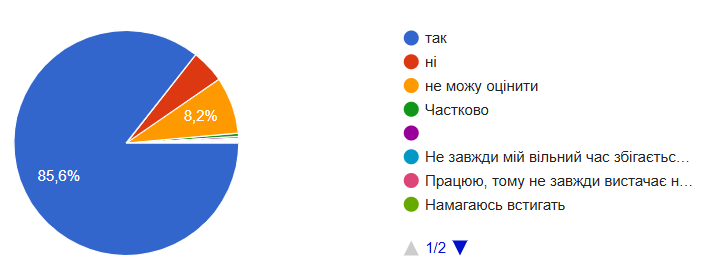 так
ні
8,2%
не можу оцінити
Частково
85,6%
Не завжди мій вільний час збігаєтьс...
Працюю, тому не завжди вистачає н...
Намагаюсь встигать
1/2